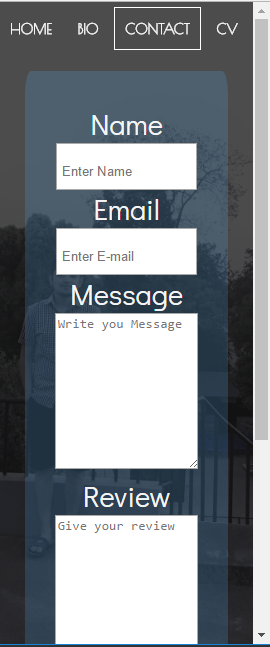 HOME BIO CONTACT CV
Name
Enter Name
Email
Enter E-mail
Message
Write you Message
Review
Give your review